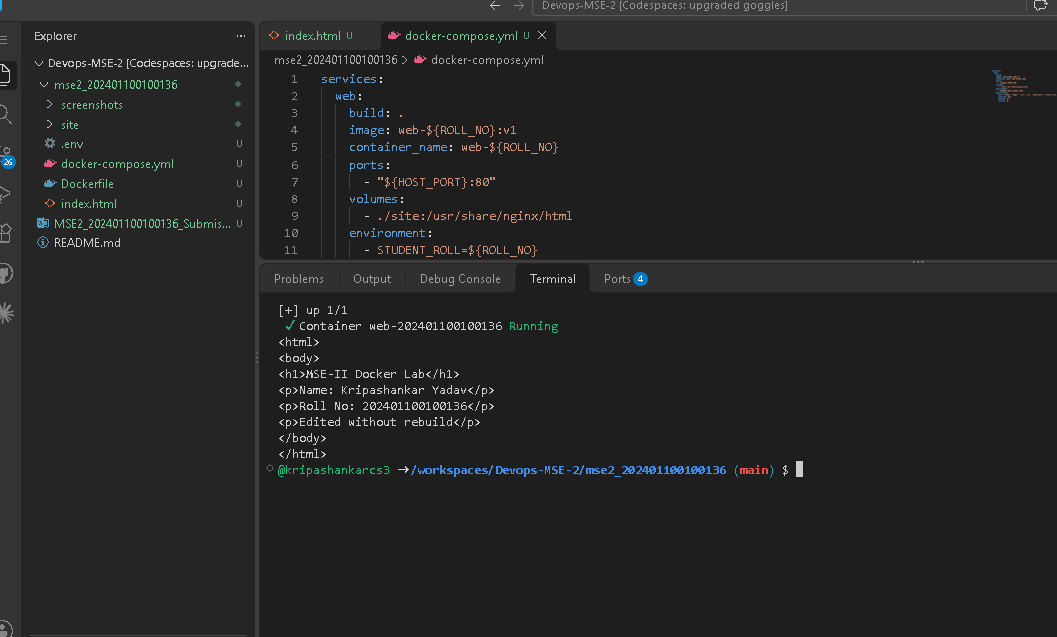 Devops-MSE-2 [Codespaces: upgraded goggles]
Explorer
...
Devops-MSE-2 [Codespaces: upgrade...
mse2_202401100100136
screenshots
site
.env U
docker-compose.yml U
Dockerfile U
index.html U
MSE2_202401100100136_Submis... U
README.md
26
index.html U
docker-compose.yml U
mse2_202401100100136 > docker-compose.yml
1 services:
2   web:
3     build: .
4     image: web-${ROLL_NO}:v1
5     container_name: web-${ROLL_NO}
6     ports:
7       - "${HOST_PORT}:80"
8     volumes:
9       - ./site:/usr/share/nginx/html
10     environment:
11       - STUDENT_ROLL=${ROLL_NO}
Problems Output Debug Console Terminal Ports 4
[+] up 1/1
✓ Container web-202401100100136 Running
<html>
<body>
<h1>MSE-II Docker Lab</h1>
<p>Name: Kripashankar Yadav</p>
<p>Roll No: 202401100100136</p>
<p>Edited without rebuild</p>
</body>
</html>
@kripashankarcs3 →/workspaces/Devops-MSE-2/mse2_202401100100136 (main) $